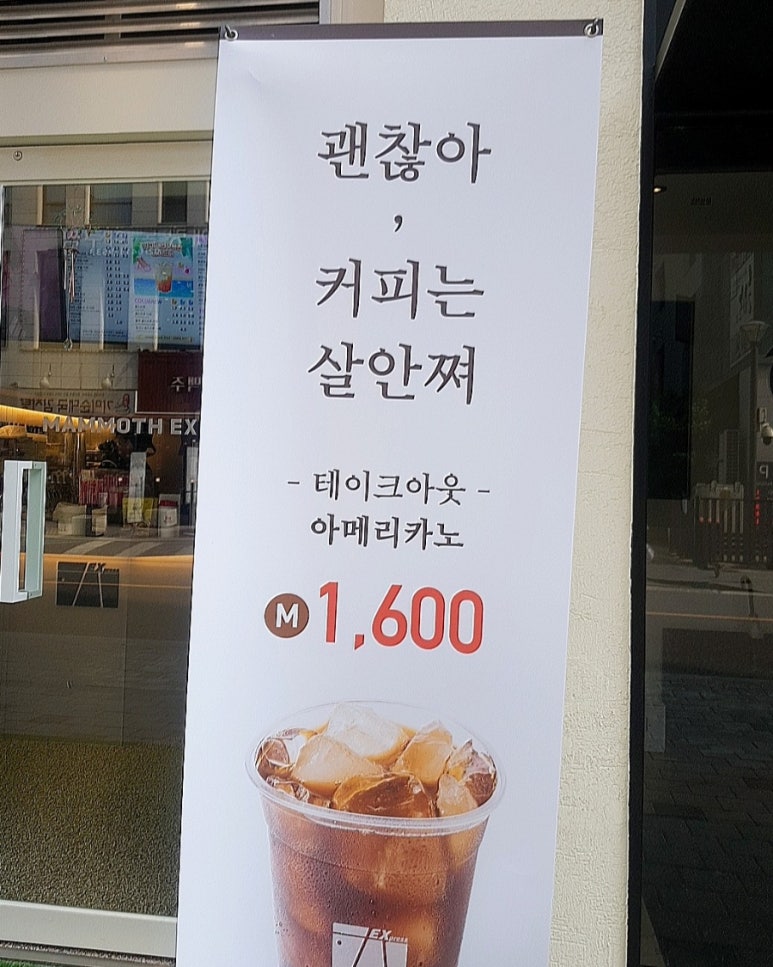 괜찮아
,
커피는
살안쪄
- 테이크아웃 -
아메리카노
M 1,600
EXpress
MAMMOTH EX